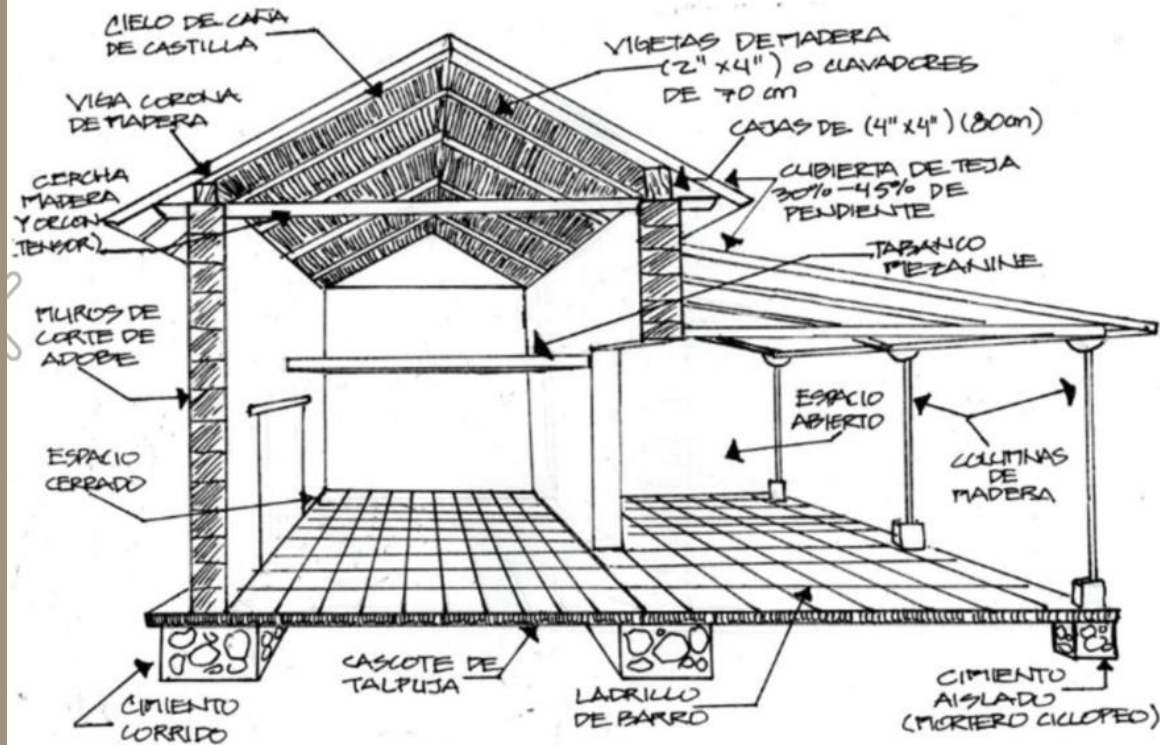 CIELO DE CAÑA
DE CASTILLA
VIGETAS DE MADERA
(2" x4") O CLAVADORES
DE 70 cm
VIGA CORONA
DE MADERA
CAJAS DE (4" x4") (80cm)
CERCHA
MADERA
Y ORCON
TENSOR)
CUBIERTA DE TEJA
30%-45% DE
PENDIENTE
TABANCO
MEZANINE
MUROS DE
CORTE DE
ADOBE
ESPACIO
ABIERTO
ESPACIO
CERRADO
COLUMNAS
DE
MADERA
CASCOTE DE
TALPUJA
LADRILLO
DE BARRO
CIMIENTO
AISLADO
(MORTERO CICLOPEO)
CIMIENTO
CORRIDO